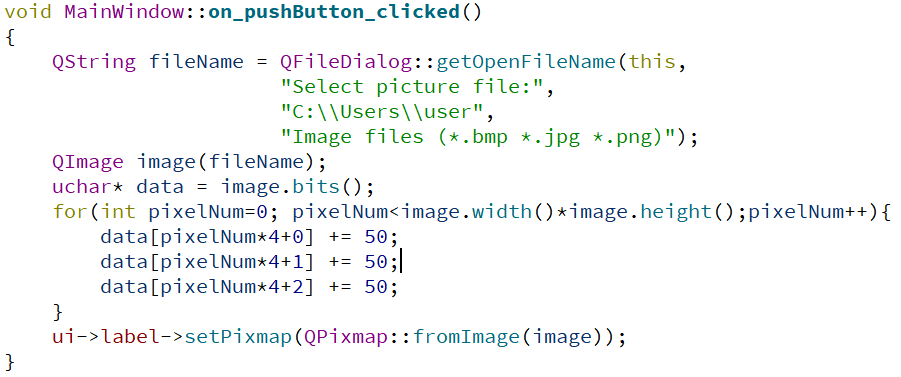 void MainWindow::on_pushButton_clicked()
{
    QString fileName = QFileDialog::getOpenFileName(this,
                       "Select picture file:",
                       "C:\\Users\\user",
                       "Image files (*.bmp *.jpg *.png)");
    QImage image(fileName);
    uchar* data = image.bits();
    for(int pixelNum=0; pixelNum<image.width()*image.height();pixelNum++){
        data[pixelNum*4+0] += 50;
        data[pixelNum*4+1] += 50;
        data[pixelNum*4+2] += 50;
    }
    ui->label->setPixmap(QPixmap::fromImage(image));
}